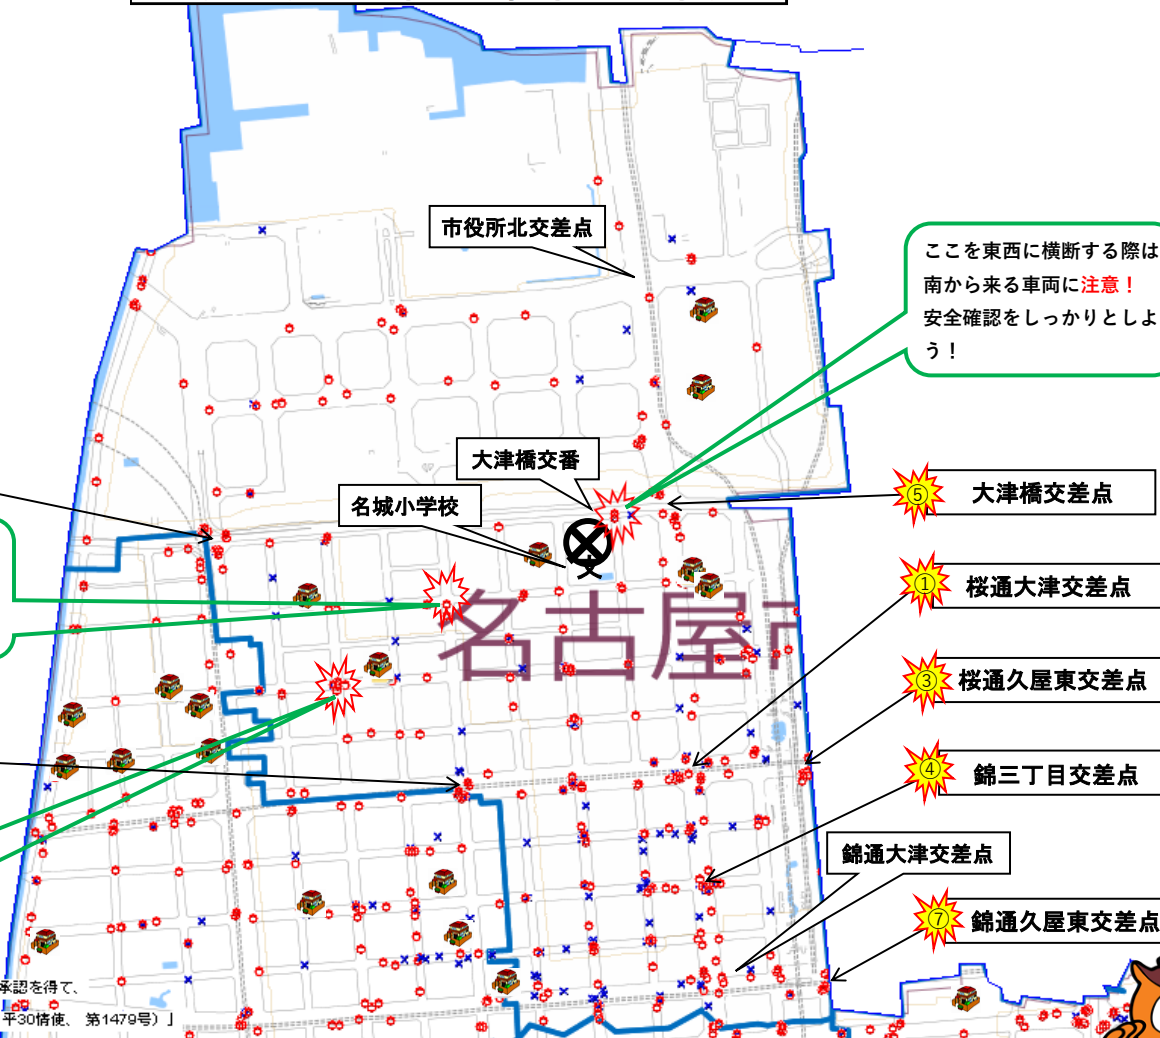 市役所北交差点
ここを東西に横断する際は
南から来る車両に注意！
安全確認をしっかりとしよ
う！
大津橋交番
名城小学校
⑤ 大津橋交差点
① 桜通大津交差点
名古屋市
③ 桜通久屋東交差点
④ 錦三丁目交差点
錦通大津交差点
⑦ 錦通久屋東交差点
承認を得て、
平30情使、 第1479号）」